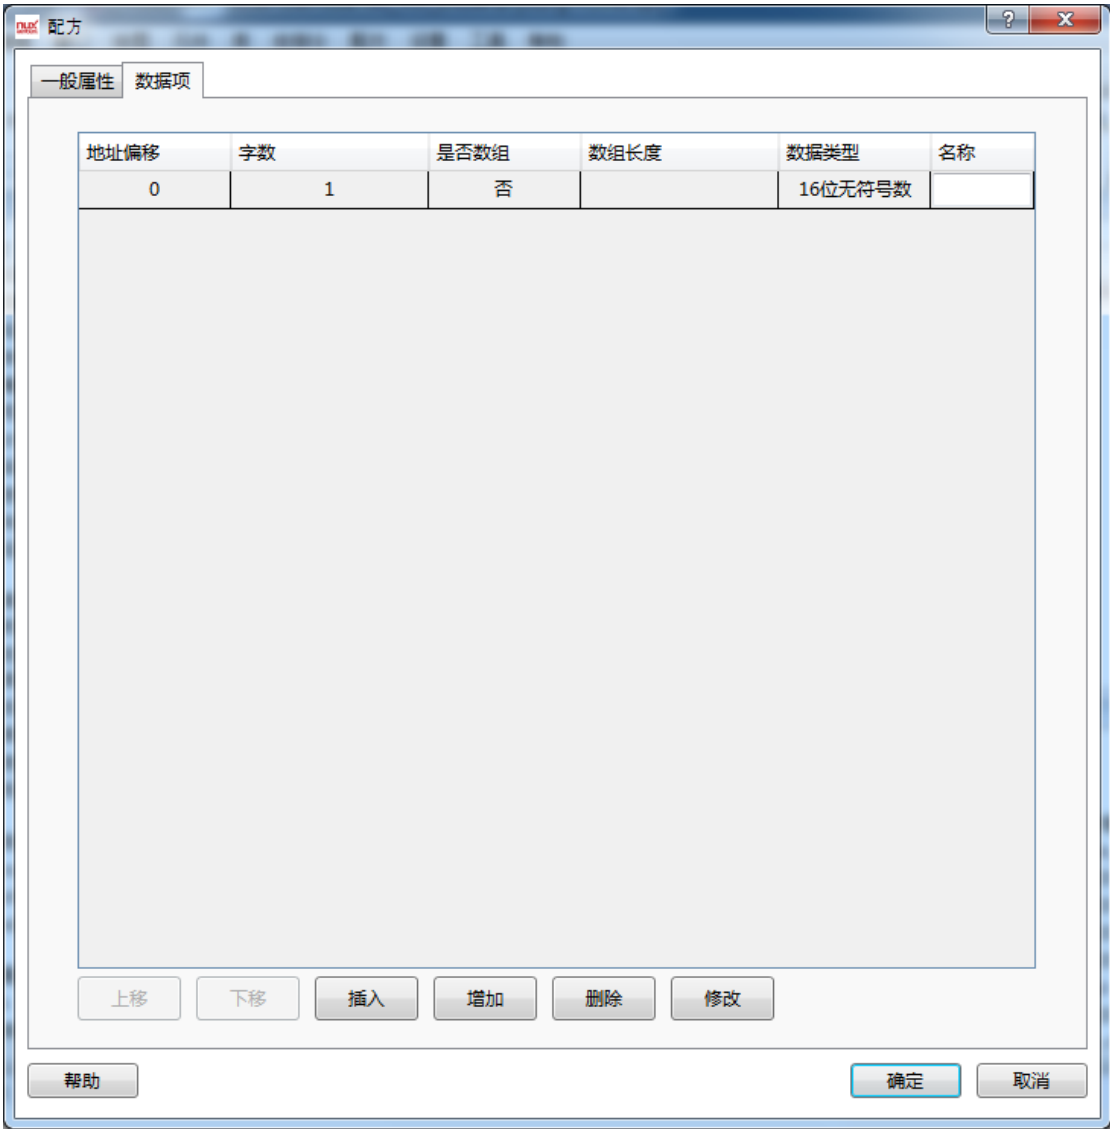 nux 配方
?
X
一般属性 数据项
地址偏移 字数 是否数组 数组长度 数据类型 名称
0 1 否 16位无符号数
上移 下移 插入 增加 删除 修改
帮助 确定 取消